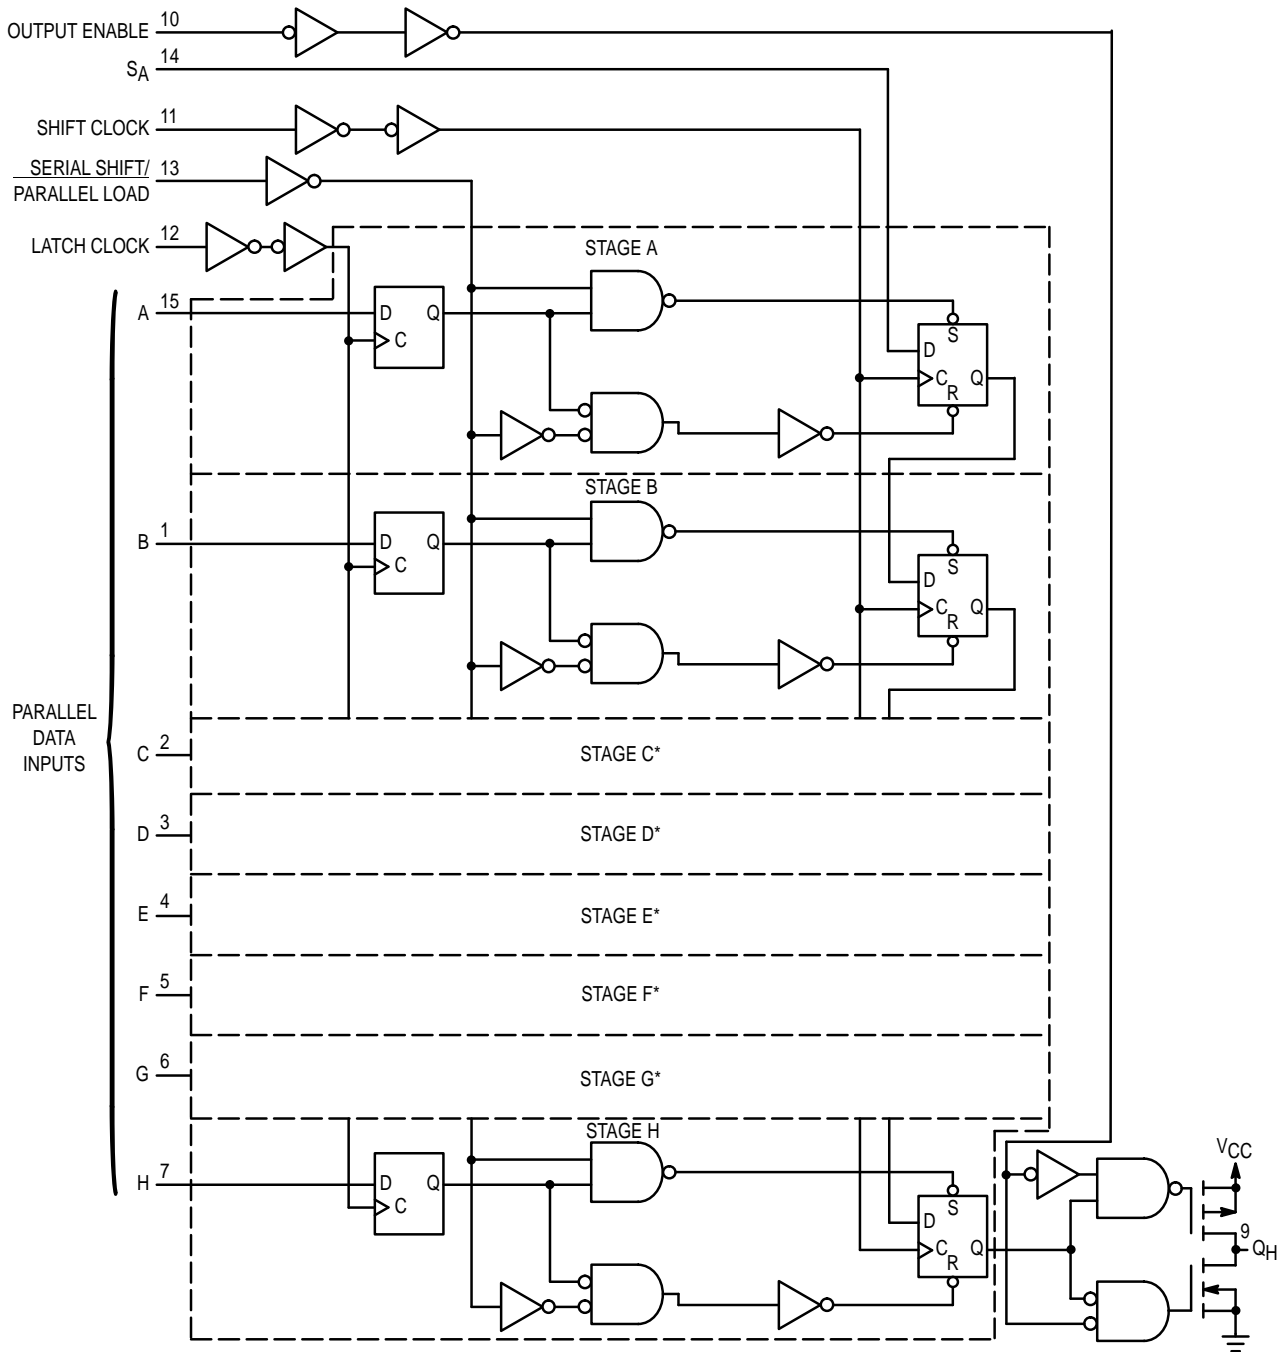 OUTPUT ENABLE 10
SA 14
SHIFT CLOCK 11
SERIAL SHIFT/ 13
PARALLEL LOAD
LATCH CLOCK 12
STAGE A
A 15
D Q
C
S
D
C Q
R
STAGE B
B 1
D Q
C
S
D
C Q
R
PARALLEL
DATA
INPUTS
C 2
STAGE C*
D 3
STAGE D*
E 4
STAGE E*
F 5
STAGE F*
G 6
STAGE G*
STAGE H
H 7
D Q
C
S
D
C Q
R
VCC
9
QH